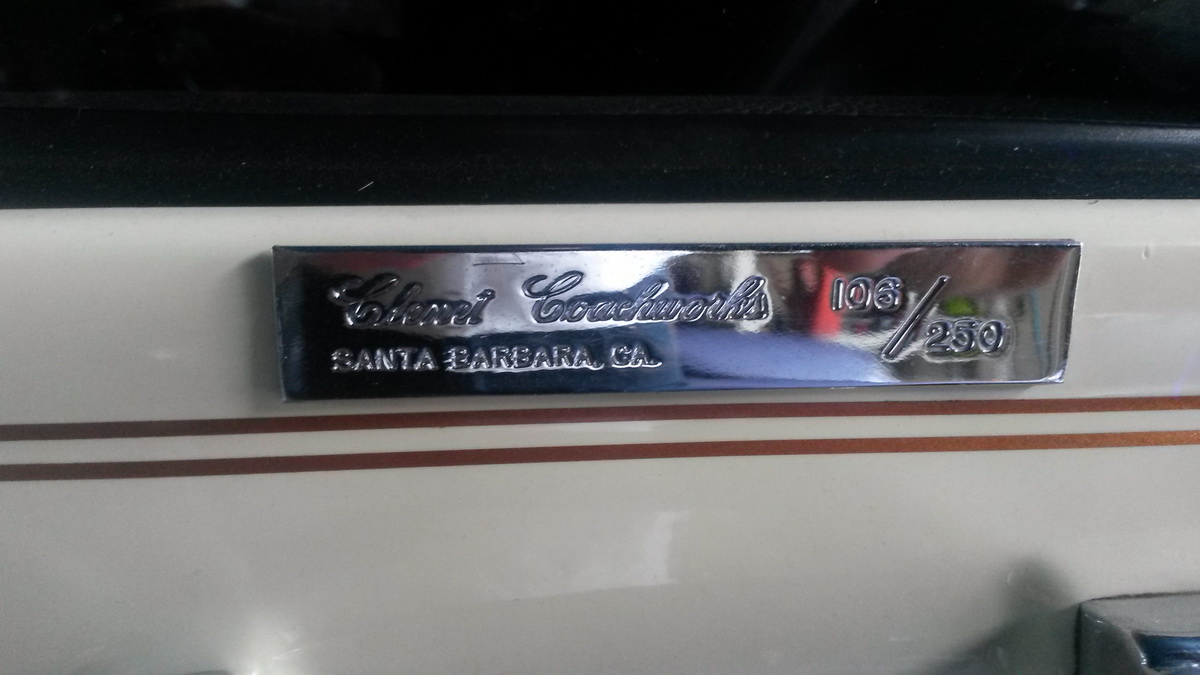 Clenet Coachworks 106/250
SANTA BARBARA, CA.